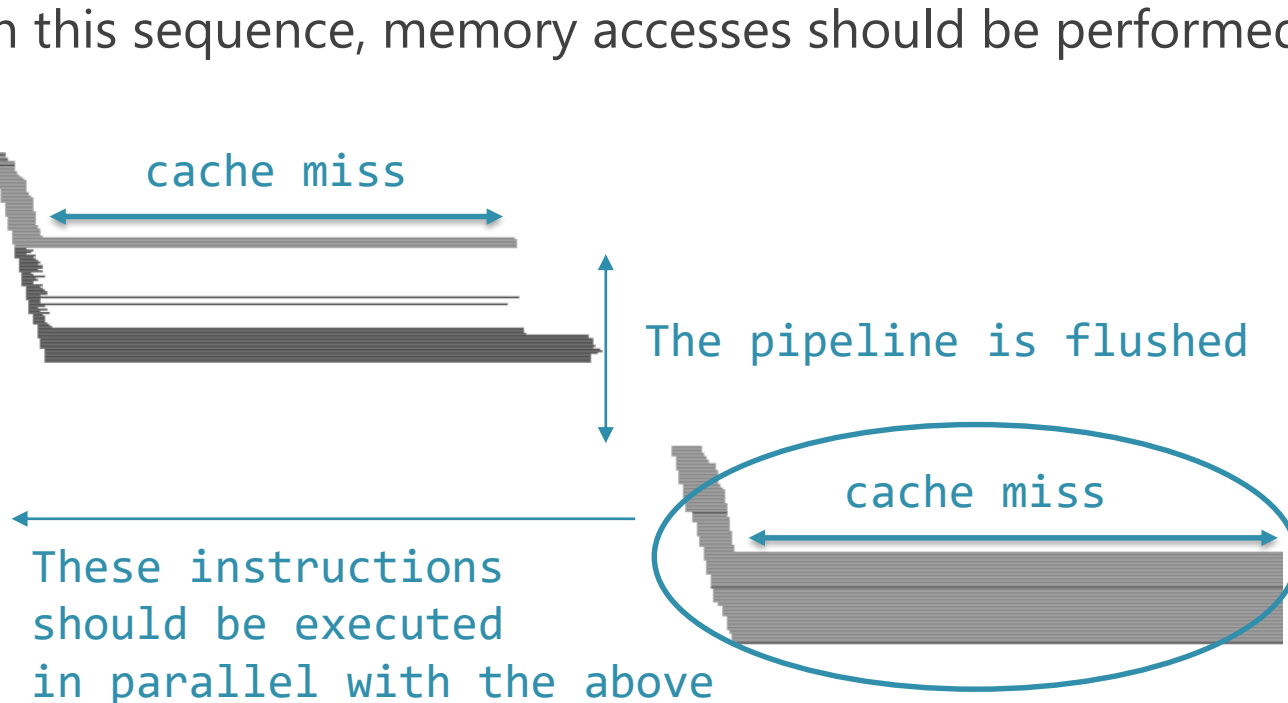 n this sequence, memory accesses should be performed
cache miss
The pipeline is flushed
cache miss
These instructions
should be executed
in parallel with the above